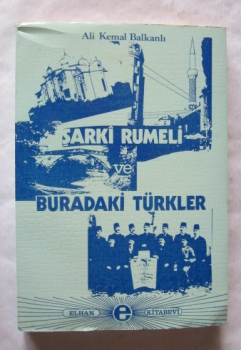 Ali Kemal Balkanlı
ŞARKİ RUMELİ
ve
BURADAKİ TÜRKLER
ELHAN e KİTABEVİ